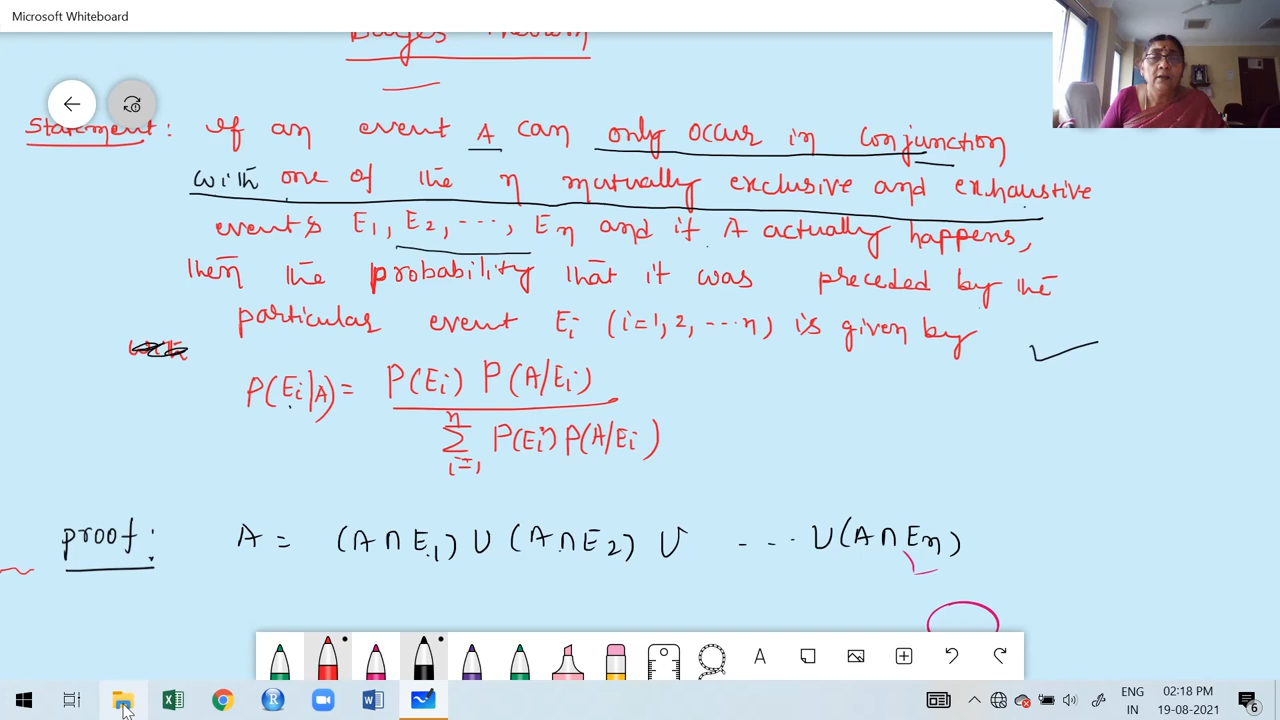 Microsoft Whiteboard
Statement: If an event A can only occur in conjunction
with one of the n mutually exclusive and exhaustive
events E1, E2, ..., En and if A actually happens,
then the probability that it was preceded by the
particular event Ei (i=1, 2, ...n) is given by
P(Ei|A) = P(Ei) P(A/Ei)
n
∑ P(Ei) P(A/Ei)
i=1
proof: A = (A∩E1) ∪ (A∩E2) ∪ ... ∪(A∩En)
A
ENG
IN
02:18 PM
19-08-2021
6